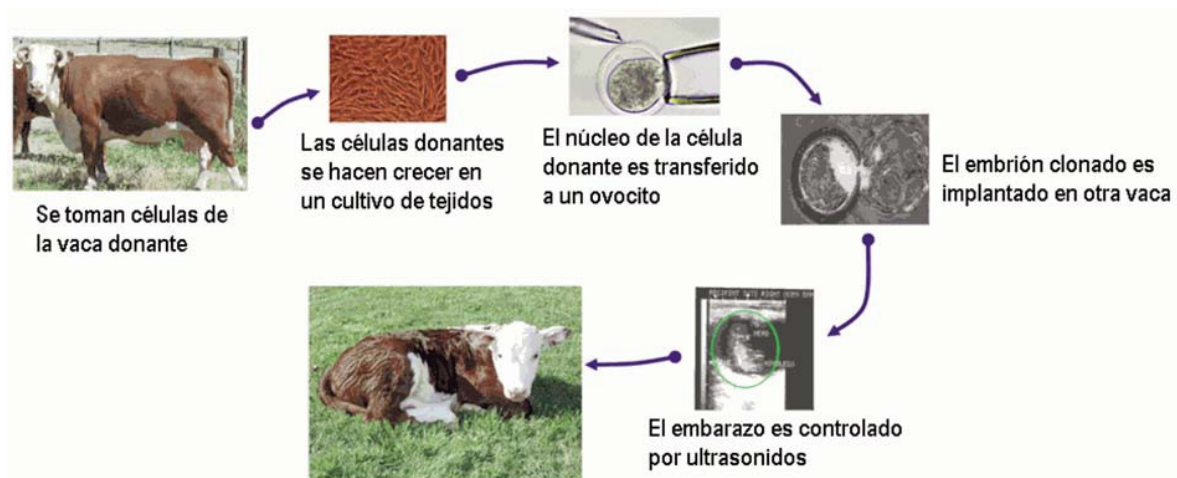 Se toman células de
la vaca donante
Las células donantes
se hacen crecer en
un cultivo de tejidos
El núcleo de la célula
donante es transferido
a un ovocito
El embrión clonado es
implantado en otra vaca
El embarazo es controlado
por ultrasonidos